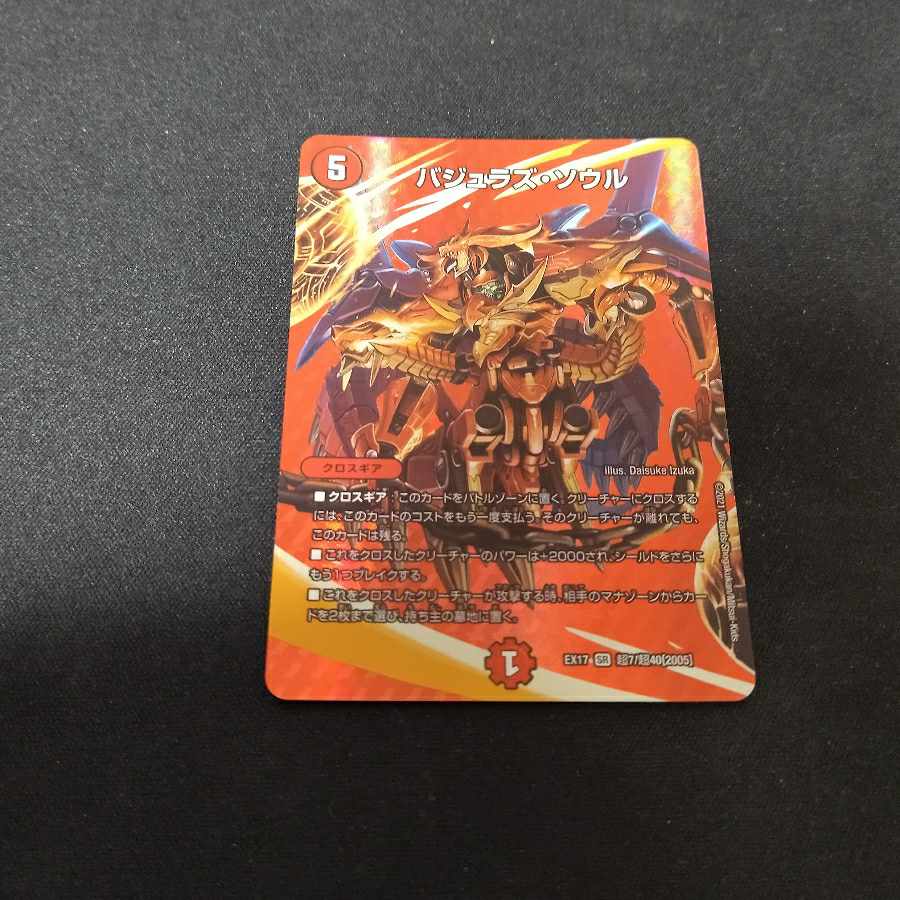 5
バジュラズ・ソウル
クロスギア
illus. Daisuke Izuka
■クロスギア：このカードをバトルゾーンに置く。クリーチャーにクロスする
には、このカードのコストをもう一度支払う。そのクリーチャーが離れても、
このカードは残る。
■これをクロスしたクリーチャーのパワーは+2000され、シールドをさらに
もう1つブレイクする。
■これをクロスしたクリーチャーが攻撃する時、相手のマナゾーンからカー
ドを2枚まで選び、持ち主の墓地に置く。
©2021 Wizards/Shogakukan/Mitsui-Kids
1
EX17 SR 超7/超40[2005]